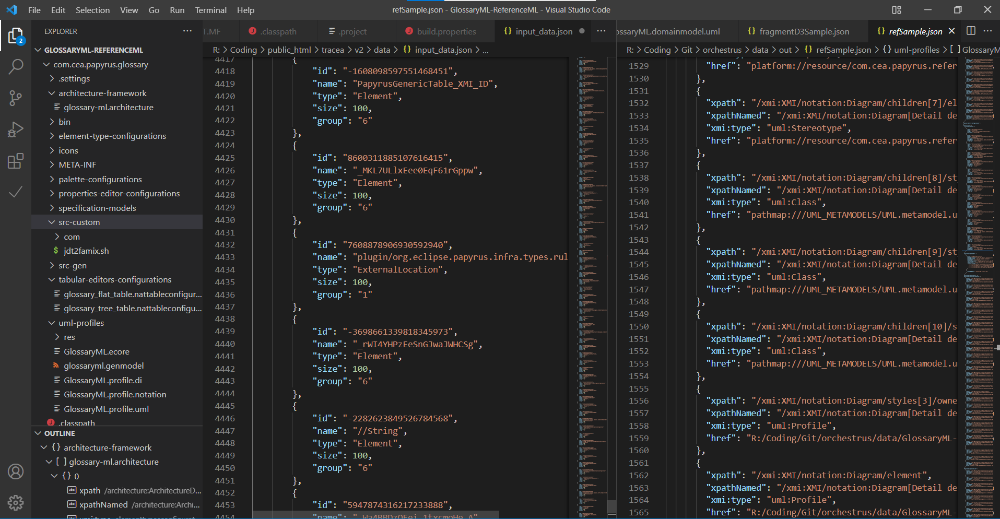 File Edit Selection View Go Run Terminal Help
refSample.json - GlossaryML-ReferenceML - Visual Studio Code
EXPLORER
2
GLOSSARYML-REFERENCEML
com.cea.papyrus.glossary
.settings
architecture-framework
glossary-ml.architecture
bin
element-type-configurations
icons
META-INF
palette-configurations
properties-editor-configurations
specification-models
src-custom
com
jdt2famix.sh
src-gen
tabular-editors-configurations
glossary_flat_table.nattableconfigur...
glossary_tree_table.nattableconfigu...
uml-profiles
res
GlossaryML.ecore
glossaryml.genmodel
GlossaryML.profile.di
GlossaryML.profile.notation
GlossaryML.profile.uml
.classpath
OUTLINE
architecture-framework
glossary-ml.architecture
0
xpath /architecture:ArchitectureD...
xpathNamed /architecture:Archi...
T.MF .classpath .project build.properties input_data.json
R: > Coding > public_html > tracea > v2 > data > {} input_data.json > ...
4417 {
4418 "id": "-1608098597551468451",
4419 "name": "PapyrusGenericTable_XMI_ID",
4420 "type": "Element",
4421 "size": 100,
4422 "group": "6"
4423 },
4424 {
4425 "id": "8600311885107616415",
4426 "name": "_MKL7ULlxEee0EqF61rGppw",
4427 "type": "Element",
4428 "size": 100,
4429 "group": "6"
4430 },
4431 {
4432 "id": "7608878906930592940",
4433 "name": "plugin/org.eclipse.papyrus.infra.types.rul
4434 "type": "ExternalLocation",
4435 "size": 100,
4436 "group": "1"
4437 },
4438 {
4439 "id": "-3698661339818345973",
4440 "name": "_rWI4YHPzEeSnGJwaJWHCSg",
4441 "type": "Element",
4442 "size": 100,
4443 "group": "6"
4444 },
4445 {
4446 "id": "-2282623849526784568",
4447 "name": "//String",
4448 "type": "Element",
4449 "size": 100,
4450 "group": "6"
4451 },
4452 {
4453 "id": "5947874316217233888",
4454 "name":
ossaryML.domainmodel.uml fragmentD3Sample.json refSample.json
R: > Coding > Git > orchestrus > data > out > {} refSample.json > {} uml-profiles > [ ] GlossaryM
1529 "href": "platform://resource/com.cea.papyrus.refer
1530 },
1531 {
1532 "xpath": "/xmi:XMI/notation:Diagram/children[7]/el
1533 "xpathNamed": "/xmi:XMI/notation:Diagram[Detail de
1534 "xmi:type": "uml:Stereotype",
1535 "href": "platform://resource/com.cea.papyrus.refer
1536 },
1537 {
1538 "xpath": "/xmi:XMI/notation:Diagram/children[8]/st
1539 "xpathNamed": "/xmi:XMI/notation:Diagram[Detail de
1540 "xmi:type": "uml:Class",
1541 "href": "pathmap:///UML_METAMODELS/UML.metamodel.u
1542 },
1543 {
1544 "xpath": "/xmi:XMI/notation:Diagram/children[9]/st
1545 "xpathNamed": "/xmi:XMI/notation:Diagram[Detail de
1546 "xmi:type": "uml:Class",
1547 "href": "pathmap:///UML_METAMODELS/UML.metamodel.u
1548 },
1549 {
1550 "xpath": "/xmi:XMI/notation:Diagram/children[10]/s
1551 "xpathNamed": "/xmi:XMI/notation:Diagram[Detail de
1552 "xmi:type": "uml:Class",
1553 "href": "pathmap:///UML_METAMODELS/UML.metamodel.u
1554 },
1555 {
1556 "xpath": "/xmi:XMI/notation:Diagram/styles[3]/owne
1557 "xpathNamed": "/xmi:XMI/notation:Diagram[Detail de
1558 "xmi:type": "uml:Profile",
1559 "href": "R:/Coding/Git/orchestrus/data/GlossaryML-
1560 },
1561 {
1562 "xpath": "/xmi:XMI/notation:Diagram/element",
1563 "xpathNamed": "/xmi:XMI/notation:Diagram[Detail de
1564 "xmi:type": "uml:Profile",
1565 "href": "R:/Coding/Git/orchestrus/data/GlossaryML-